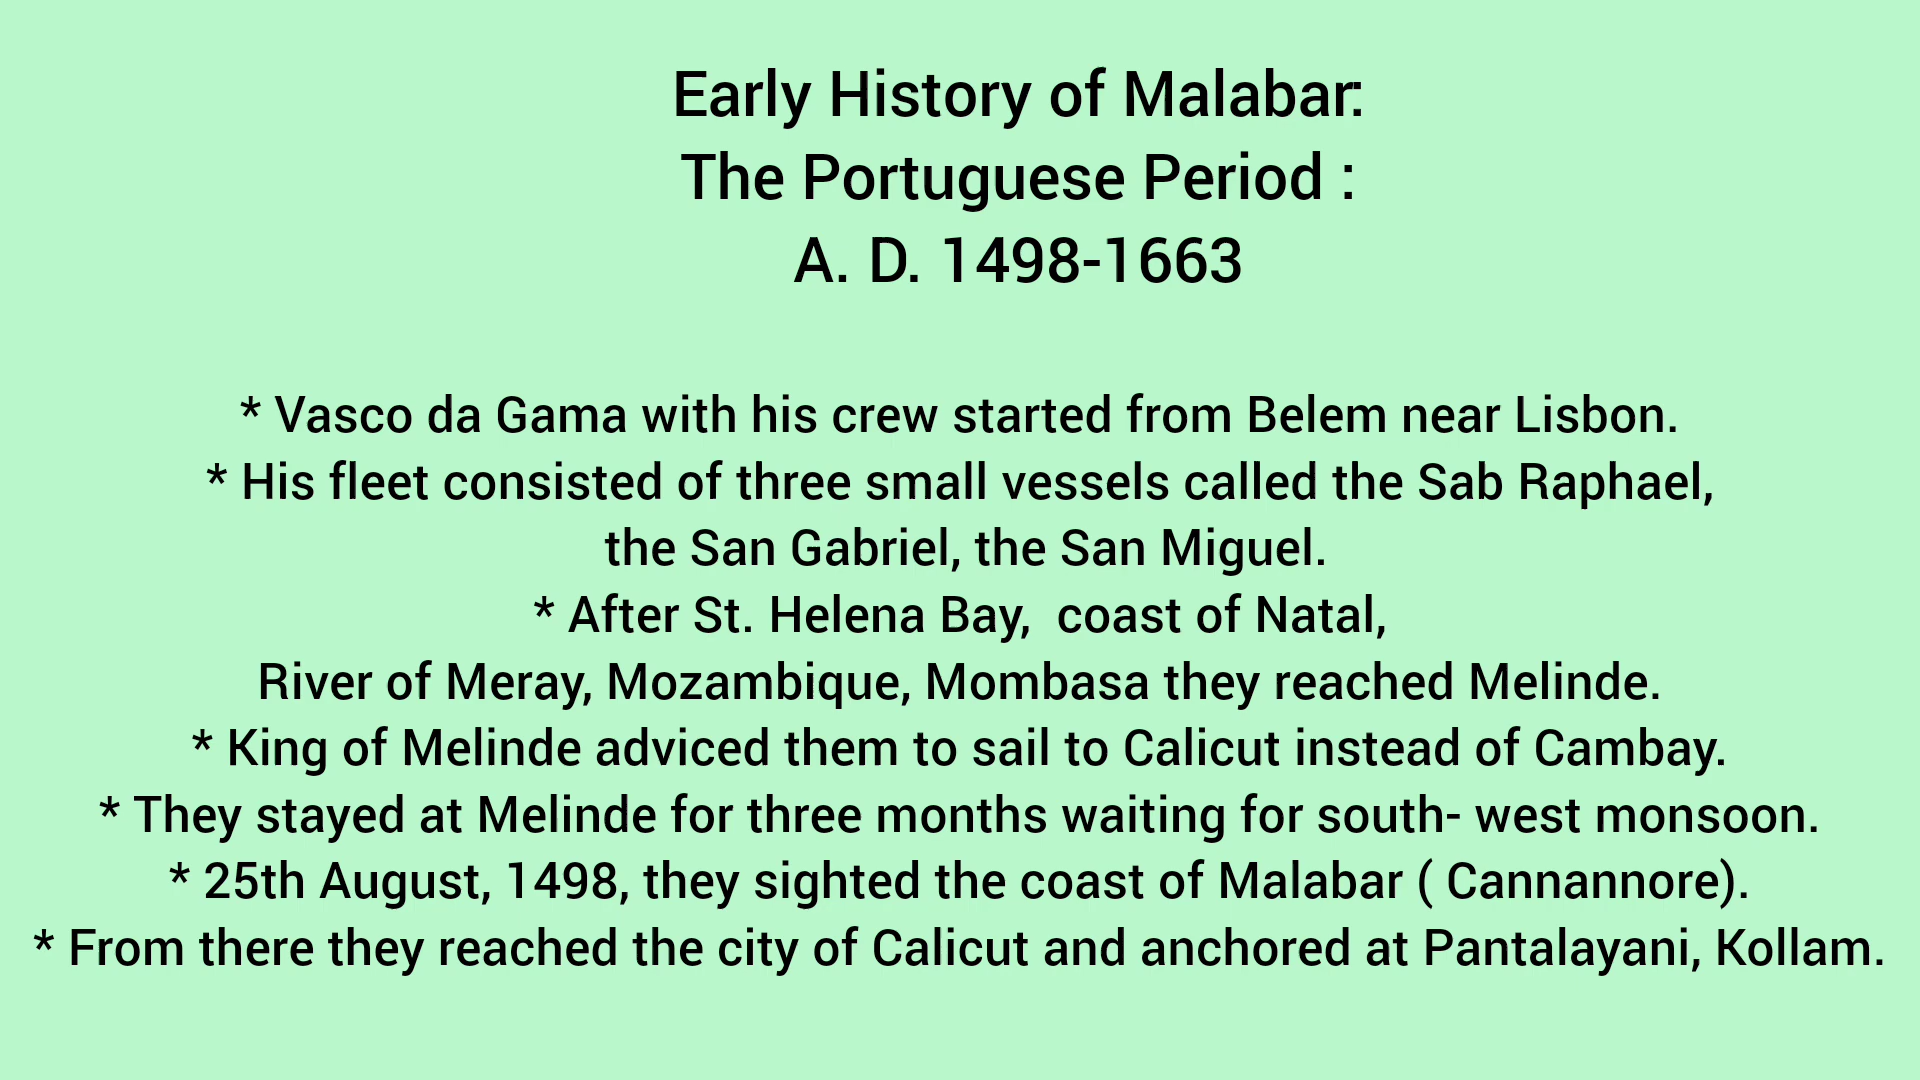 Early History of Malabar:
The Portuguese Period :
A. D. 1498-1663
* Vasco da Gama with his crew started from Belem near Lisbon.
* His fleet consisted of three small vessels called the Sab Raphael,
the San Gabriel, the San Miguel.
* After St. Helena Bay,  coast of Natal,
River of Meray, Mozambique, Mombasa they reached Melinde.
* King of Melinde adviced them to sail to Calicut instead of Cambay.
* They stayed at Melinde for three months waiting for south- west monsoon.
* 25th August, 1498, they sighted the coast of Malabar ( Cannannore).
* From there they reached the city of Calicut and anchored at Pantalayani, Kollam.